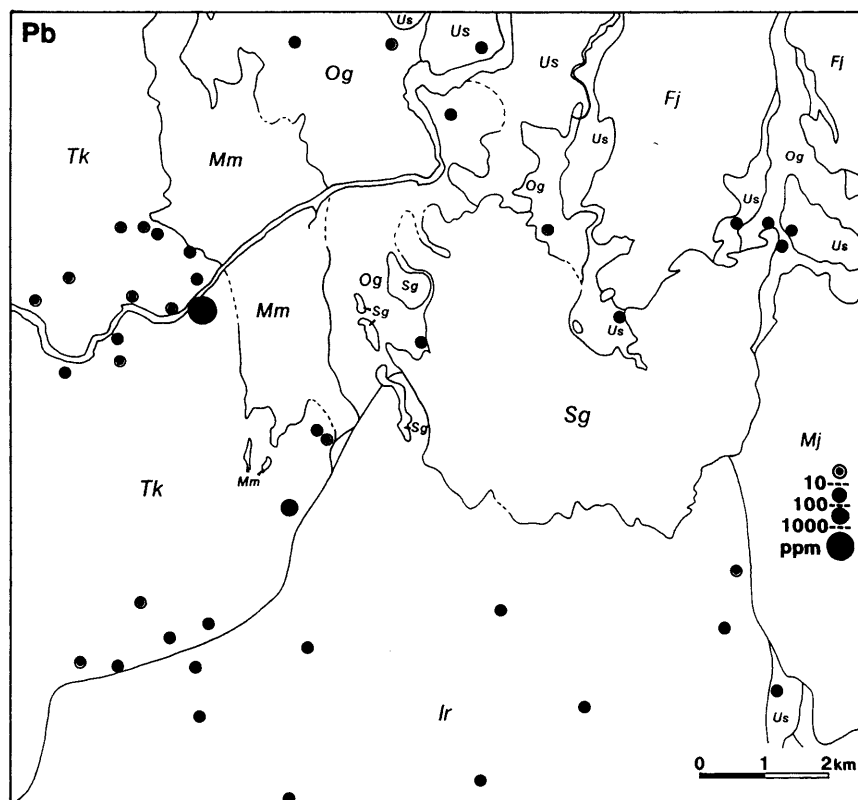 Pb
Us
Us
Og
Us
Fj
Fj
Tk
Mm
Us
Og
Og
Us
Us
Og
Sg
Sg
Mm
Us
Sg
Sg
Mj
Mm
Tk
10----
100----
1000---
ppm
Ir
Us
0 1 2km